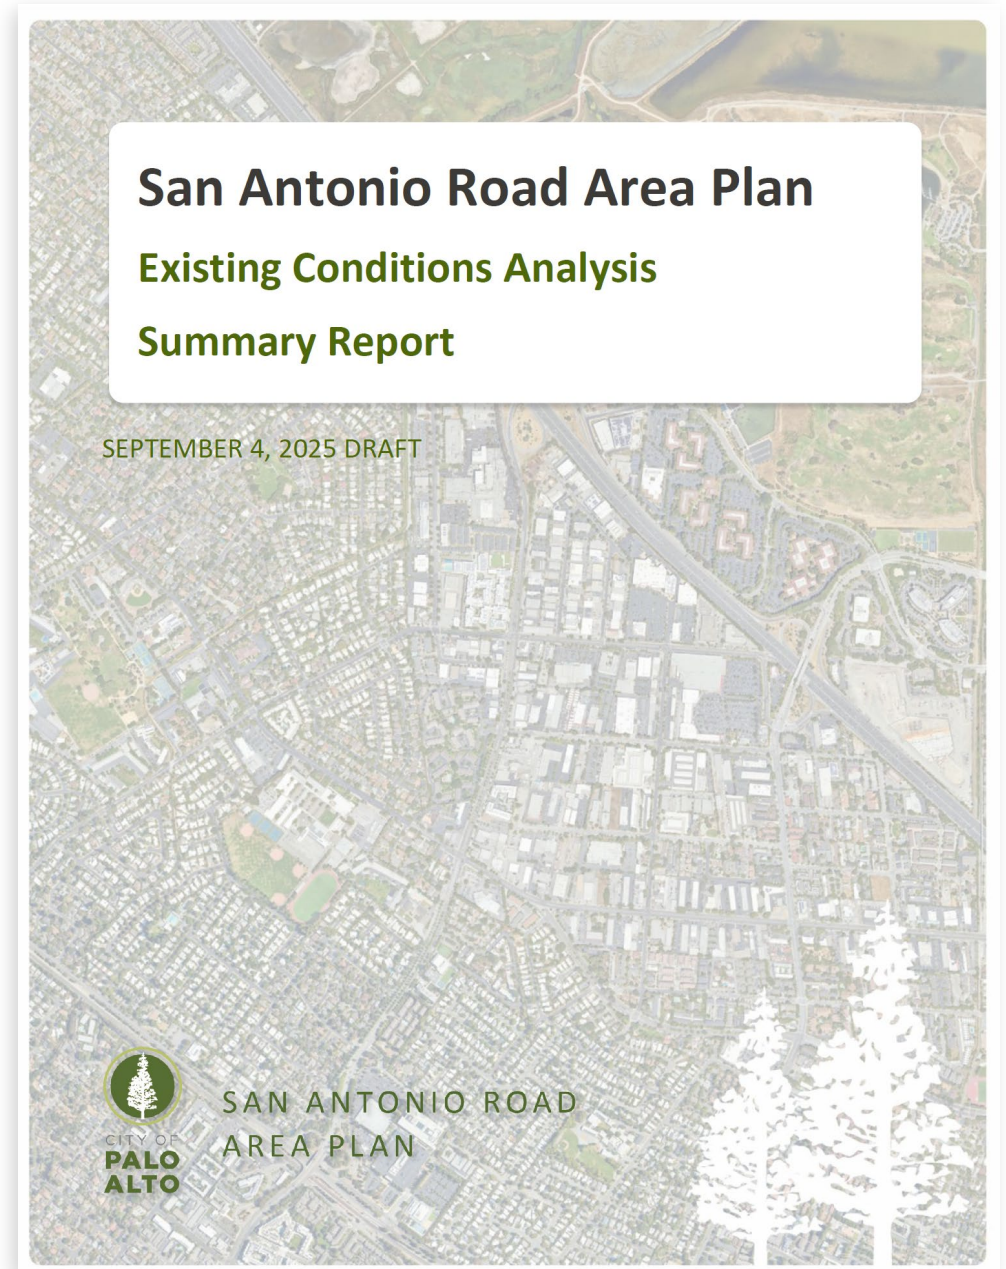 San Antonio Road Area Plan
Existing Conditions Analysis
Summary Report
SEPTEMBER 4, 2025 DRAFT
SAN ANTONIO ROAD
AREA PLAN
CITY OF
PALO
ALTO